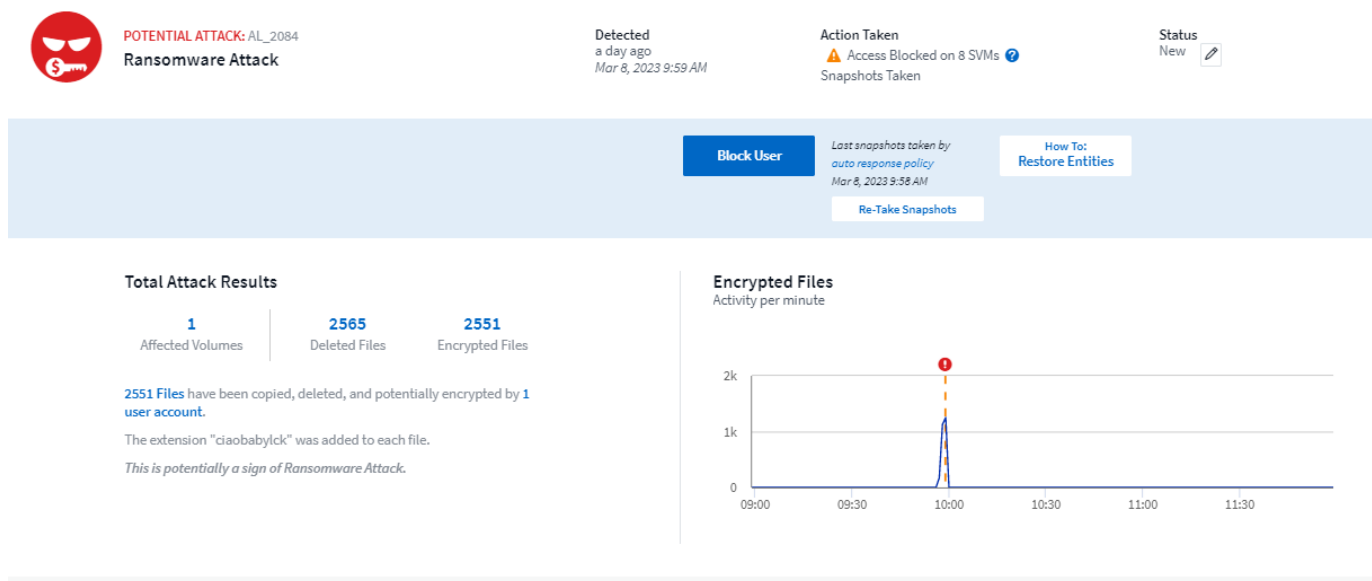 POTENTIAL ATTACK: AL_2084
Ransomware Attack
Detected
a day ago
Mar 8, 2023 9:59 AM
Action Taken
Access Blocked on 8 SVMs ?
Snapshots Taken
Status
New
Block User
Last snapshots taken by
auto response policy
Mar 8, 2023 9:58 AM
Re-Take Snapshots
How To:
Restore Entities
Total Attack Results
1
Affected Volumes
2565
Deleted Files
2551
Encrypted Files
2551 Files have been copied, deleted, and potentially encrypted by 1
user account.
The extension "ciaobabylck" was added to each file.
This is potentially a sign of Ransomware Attack.
Encrypted Files
Activity per minute
2k
1k
0
09:00 09:30 10:00 10:30 11:00 11:30